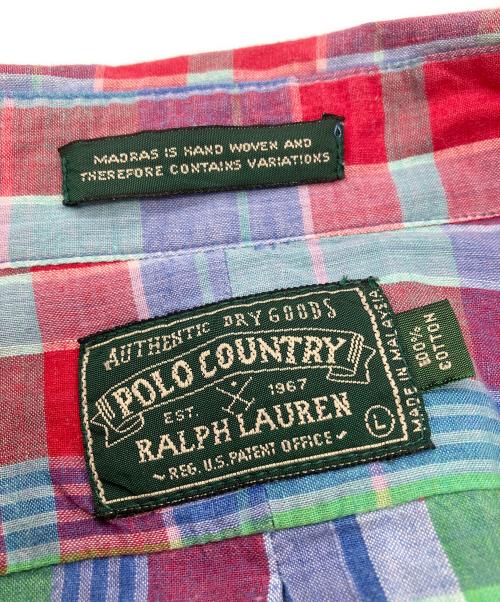 MADRAS IS HAND WOVEN AND
THEREFORE CONTAINS VARIATIONS
AUTHENTIC DRY GOODS
POLO COUNTRY
EST. 1967
RALPH LAUREN
REG. U.S. PATENT OFFICE
L
MADE IN MALAYSIA
100%
COTTON